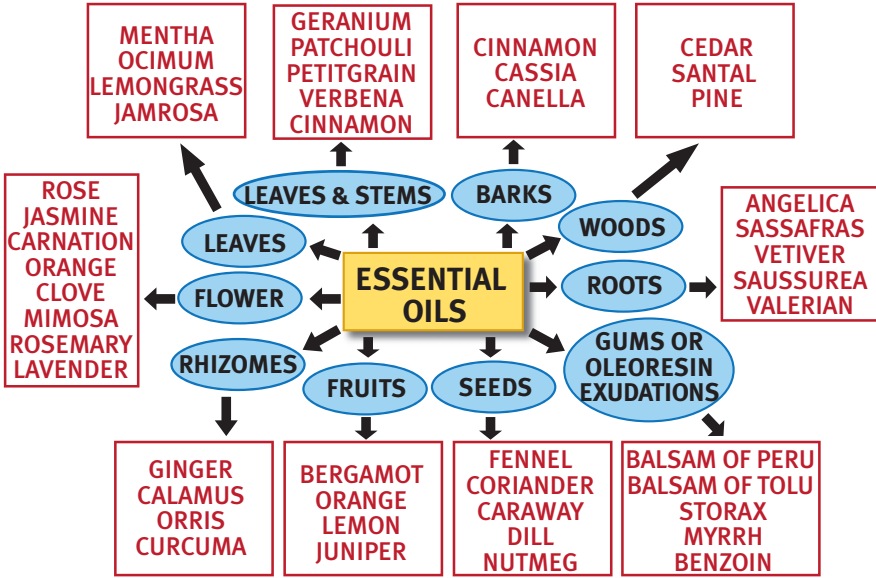 MENTHA
OCIMUM
LEMONGRASS
JAMROSA
GERANIUM
PATCHOULI
PETITGRAIN
VERBENA
CINNAMON
CINNAMON
CASSIA
CANELLA
CEDAR
SANTAL
PINE
LEAVES & STEMS
BARKS
LEAVES
WOODS
ROSE
JASMINE
CARNATION
ORANGE
CLOVE
MIMOSA
ROSEMARY
LAVENDER
FLOWER
ESSENTIAL
OILS
ROOTS
ANGELICA
SASSAFRAS
VETIVER
SAUSSUREA
VALERIAN
RHIZOMES
FRUITS
SEEDS
GUMS OR
OLEORESIN
EXUDATIONS
GINGER
CALAMUS
ORRIS
CURCUMA
BERGAMOT
ORANGE
LEMON
JUNIPER
FENNEL
CORIANDER
CARAWAY
DILL
NUTMEG
BALSAM OF PERU
BALSAM OF TOLU
STORAX
MYRRH
BENZOIN